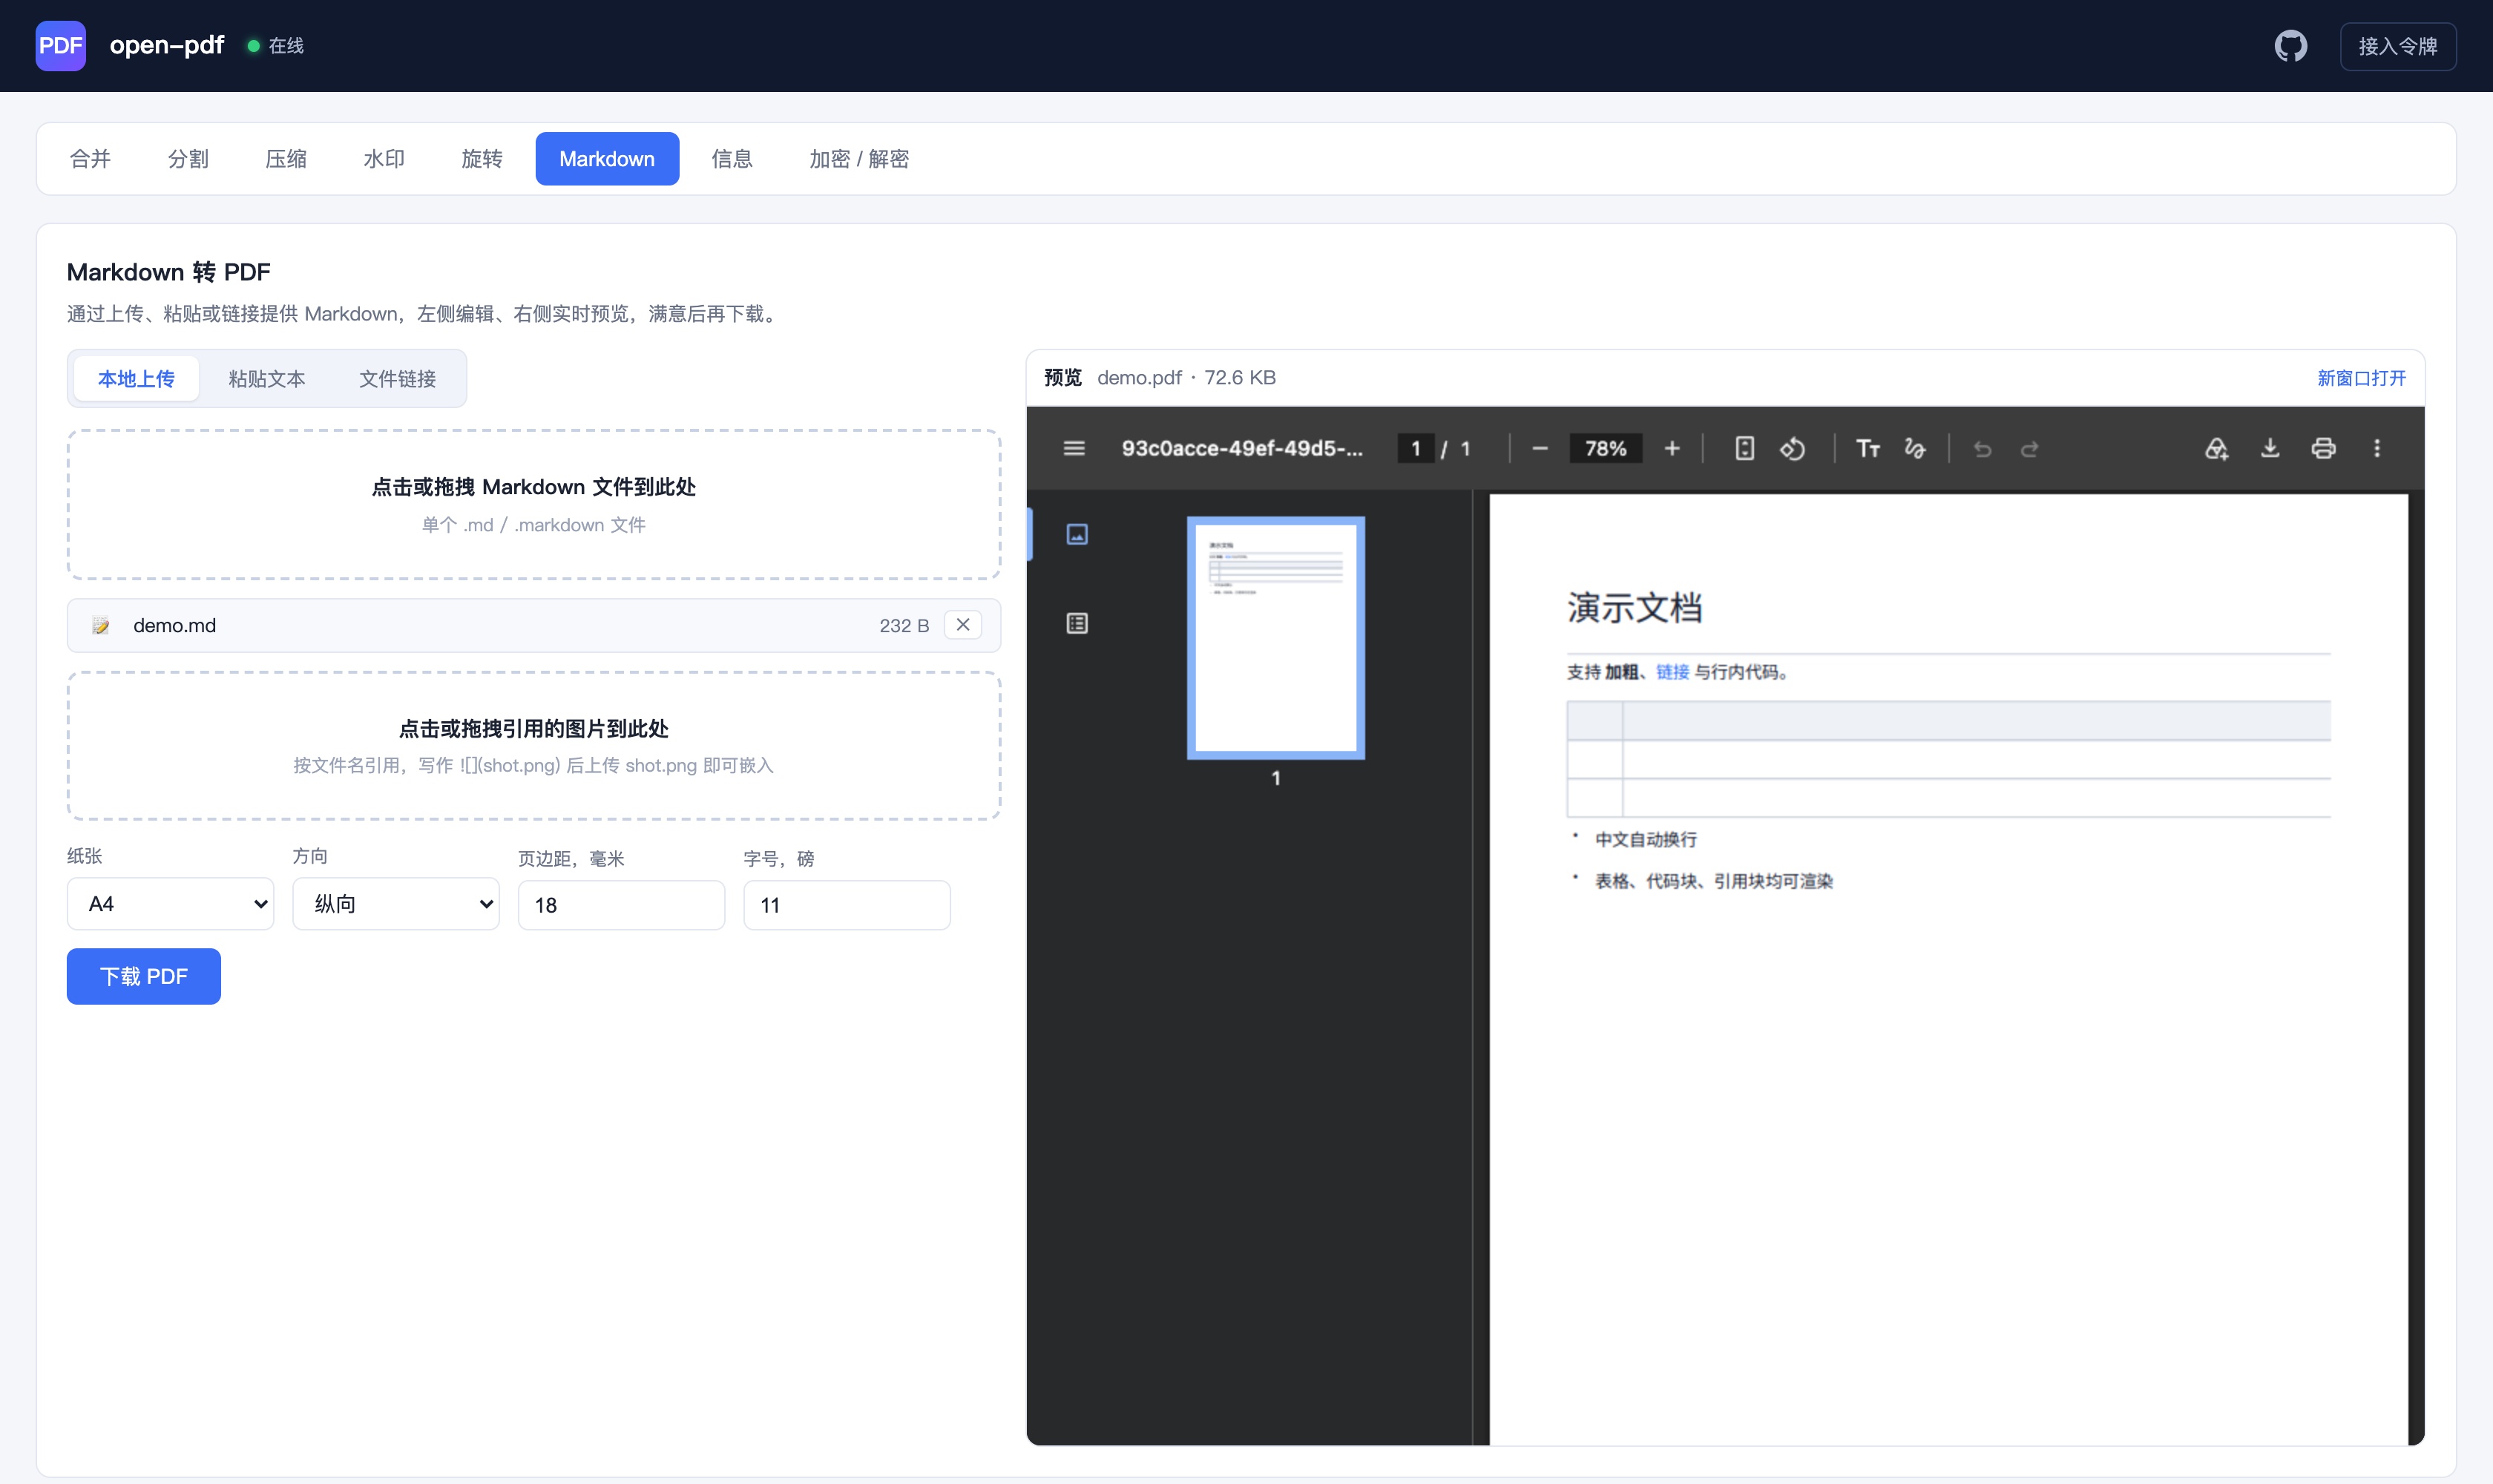 PDF open-pdf 在线 接入令牌
合并 分割 压缩 水印 旋转 Markdown 信息 加密 / 解密
Markdown 转 PDF
通过上传、粘贴或链接提供 Markdown，左侧编辑、右侧实时预览，满意后再下载。
本地上传 粘贴文本 文件链接
点击或拖拽 Markdown 文件到此处
单个 .md / .markdown 文件
demo.md 232 B
点击或拖拽引用的图片到此处
按文件名引用，写作 ![](shot.png) 后上传 shot.png 即可嵌入
纸张 方向 页边距，毫米 字号，磅
A4 纵向 18 11
下载 PDF
预览 demo.pdf · 72.6 KB 新窗口打开
93c0acce-49ef-49d5-... 1 / 1 78%
1
演示文档
支持 加粗、链接 与行内代码。
• 中文自动换行
• 表格、代码块、引用块均可渲染